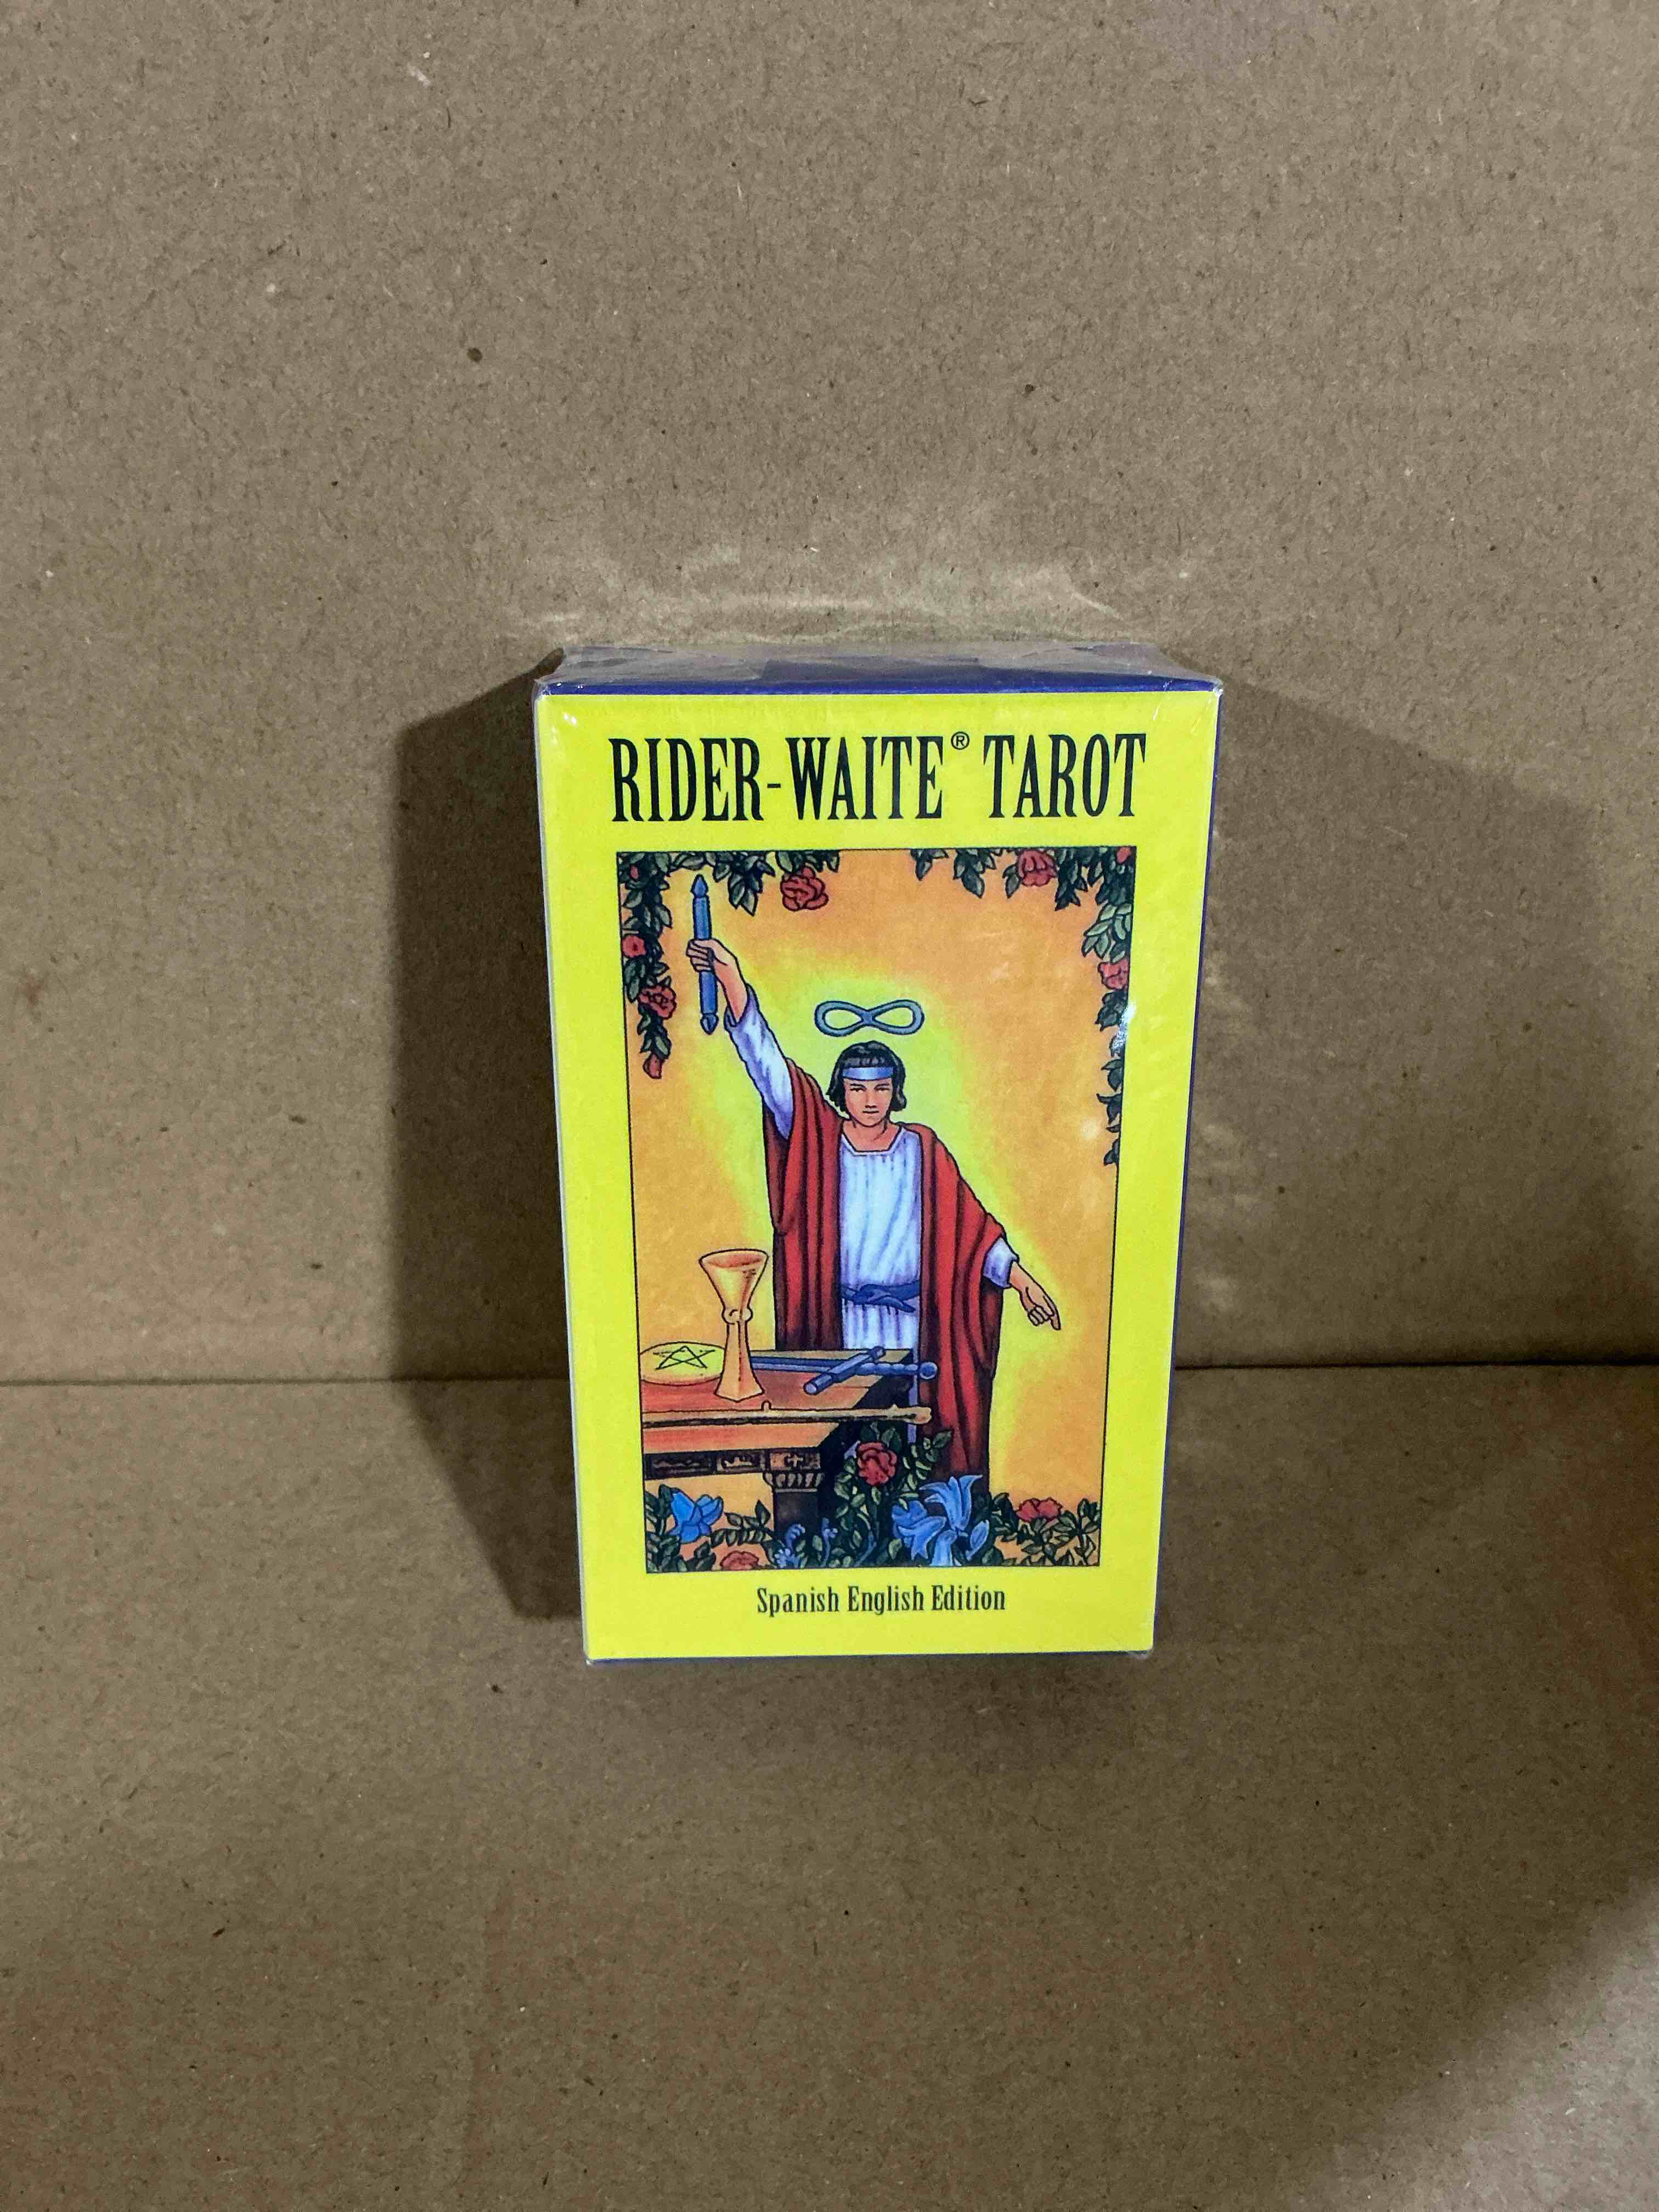 RIDER-WAITE® TAROT
Spanish English Edition